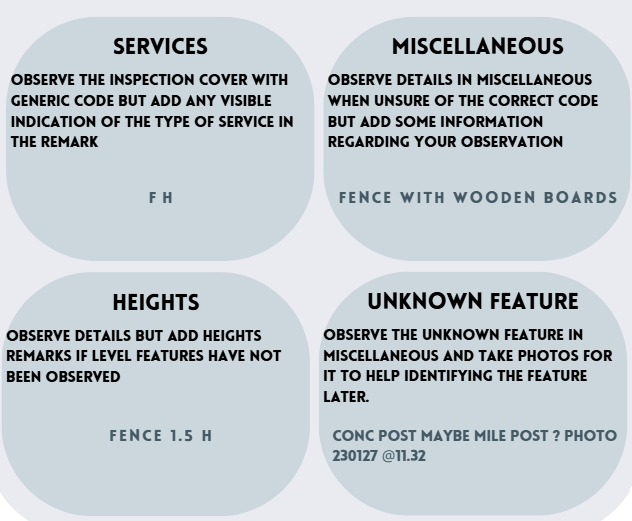 SERVICES
OBSERVE THE INSPECTION COVER WITH
GENERIC CODE BUT ADD ANY VISIBLE
INDICATION OF THE TYPE OF SERVICE IN
THE REMARK
F H
MISCELLANEOUS
OBSERVE DETAILS IN MISCELLANEOUS
WHEN UNSURE OF THE CORRECT CODE
BUT ADD SOME INFORMATION
REGARDING YOUR OBSERVATION
FENCE WITH WOODEN BOARDS
HEIGHTS
OBSERVE DETAILS BUT ADD HEIGHTS
REMARKS IF LEVEL FEATURES HAVE NOT
BEEN OBSERVED
FENCE 1.5 H
UNKNOWN FEATURE
OBSERVE THE UNKNOWN FEATURE IN
MISCELLANEOUS AND TAKE PHOTOS FOR
IT TO HELP IDENTIFYING THE FEATURE
LATER.
CONC POST MAYBE MILE POST ? PHOTO
230127 @11.32